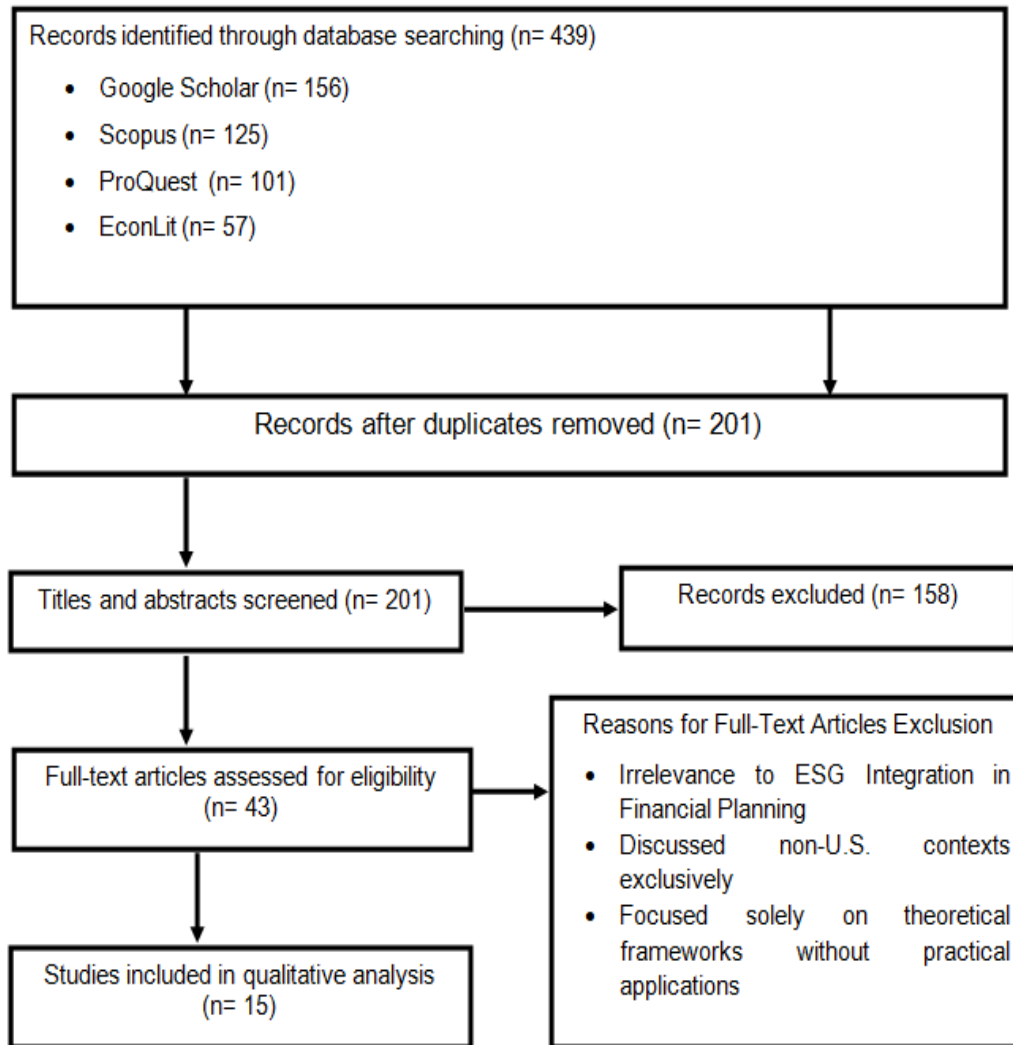 Records identified through database searching (n= 439)
• Google Scholar (n= 156)
• Scopus (n= 125)
• ProQuest (n= 101)
• EconLit (n= 57)
Records after duplicates removed (n= 201)
Titles and abstracts screened (n= 201)
Records excluded (n= 158)
Full-text articles assessed for eligibility
(n= 43)
Reasons for Full-Text Articles Exclusion
• Irrelevance to ESG Integration in
Financial Planning
• Discussed non-U.S. contexts
exclusively
• Focused solely on theoretical
frameworks without practical
applications
Studies included in qualitative analysis
(n= 15)